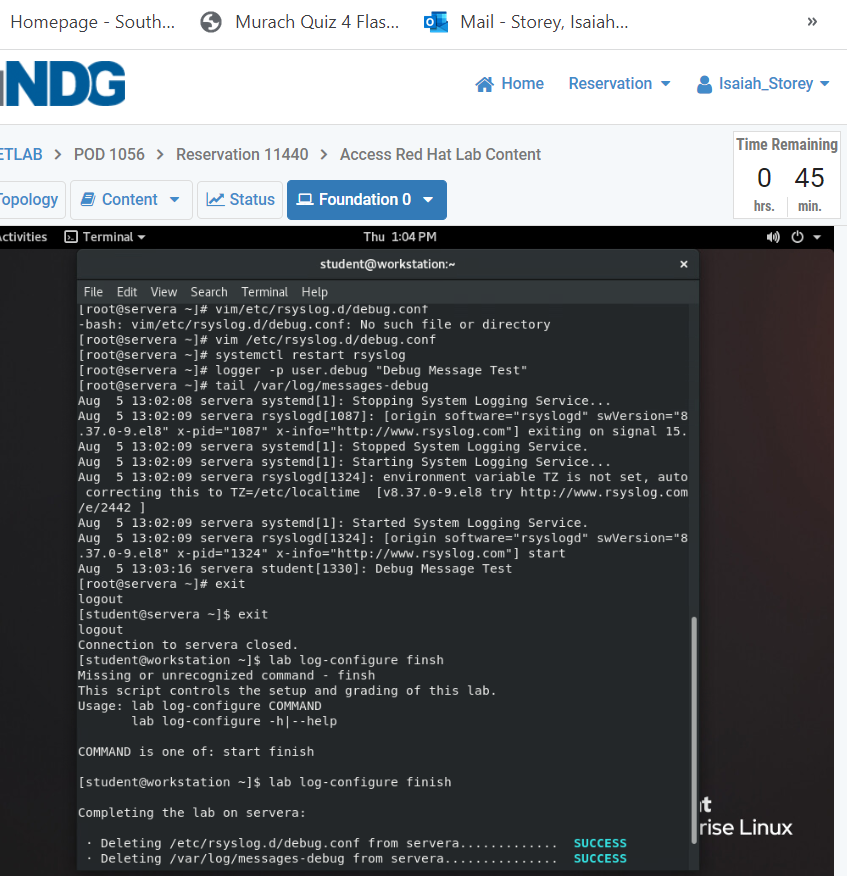 Homepage - South...
Murach Quiz 4 Flas...
Mail - Storey, Isaiah...
»
NDG
Home
Reservation
Isaiah_Storey
ETLAB > POD 1056 > Reservation 11440 > Access Red Hat Lab Content
Time Remaining
0 45
hrs. min.
Topology
Content
Status
Foundation 0
ctivities
Terminal
Thu 1:04 PM
student@workstation:~
×
File Edit View Search Terminal Help
[root@servera ~]# vim/etc/rsyslog.d/debug.conf
-bash: vim/etc/rsyslog.d/debug.conf: No such file or directory
[root@servera ~]# vim /etc/rsyslog.d/debug.conf
[root@servera ~]# systemctl restart rsyslog
[root@servera ~]# logger -p user.debug "Debug Message Test"
[root@servera ~]# tail /var/log/messages-debug
Aug  5 13:02:08 servera systemd[1]: Stopping System Logging Service...
Aug  5 13:02:09 servera rsyslogd[1087]: [origin software="rsyslogd" swVersion="8
.37.0-9.el8" x-pid="1087" x-info="http://www.rsyslog.com"] exiting on signal 15.
Aug  5 13:02:09 servera systemd[1]: Stopped System Logging Service.
Aug  5 13:02:09 servera systemd[1]: Starting System Logging Service...
Aug  5 13:02:09 servera rsyslogd[1324]: environment variable TZ is not set, auto
 correcting this to TZ=/etc/localtime  [v8.37.0-9.el8 try http://www.rsyslog.com
/e/2442 ]
Aug  5 13:02:09 servera systemd[1]: Started System Logging Service.
Aug  5 13:02:09 servera rsyslogd[1324]: [origin software="rsyslogd" swVersion="8
.37.0-9.el8" x-pid="1324" x-info="http://www.rsyslog.com"] start
Aug  5 13:03:16 servera student[1330]: Debug Message Test
[root@servera ~]# exit
logout
[student@servera ~]$ exit
logout
Connection to servera closed.
[student@workstation ~]$ lab log-configure finsh
Missing or unrecognized command - finsh
This script controls the setup and grading of this lab.
Usage: lab log-configure COMMAND
       lab log-configure -h|--help
COMMAND is one of: start finish
[student@workstation ~]$ lab log-configure finish
Completing the lab on servera:
 · Deleting /etc/rsyslog.d/debug.conf from servera.............  SUCCESS
 · Deleting /var/log/messages-debug from servera...............  SUCCESS
t
rise Linux